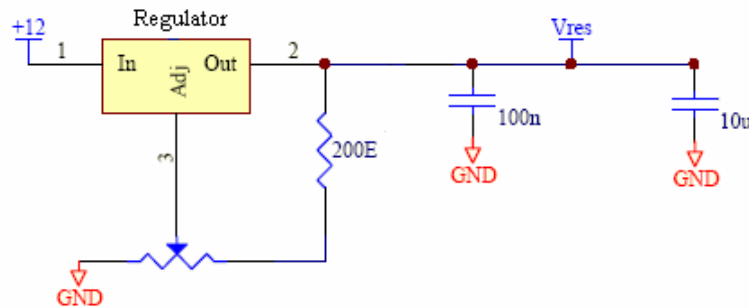 Regulator
+12
Vres
1
In
Out
2
Adj
3
200E
100n
10u
GND
GND
GND